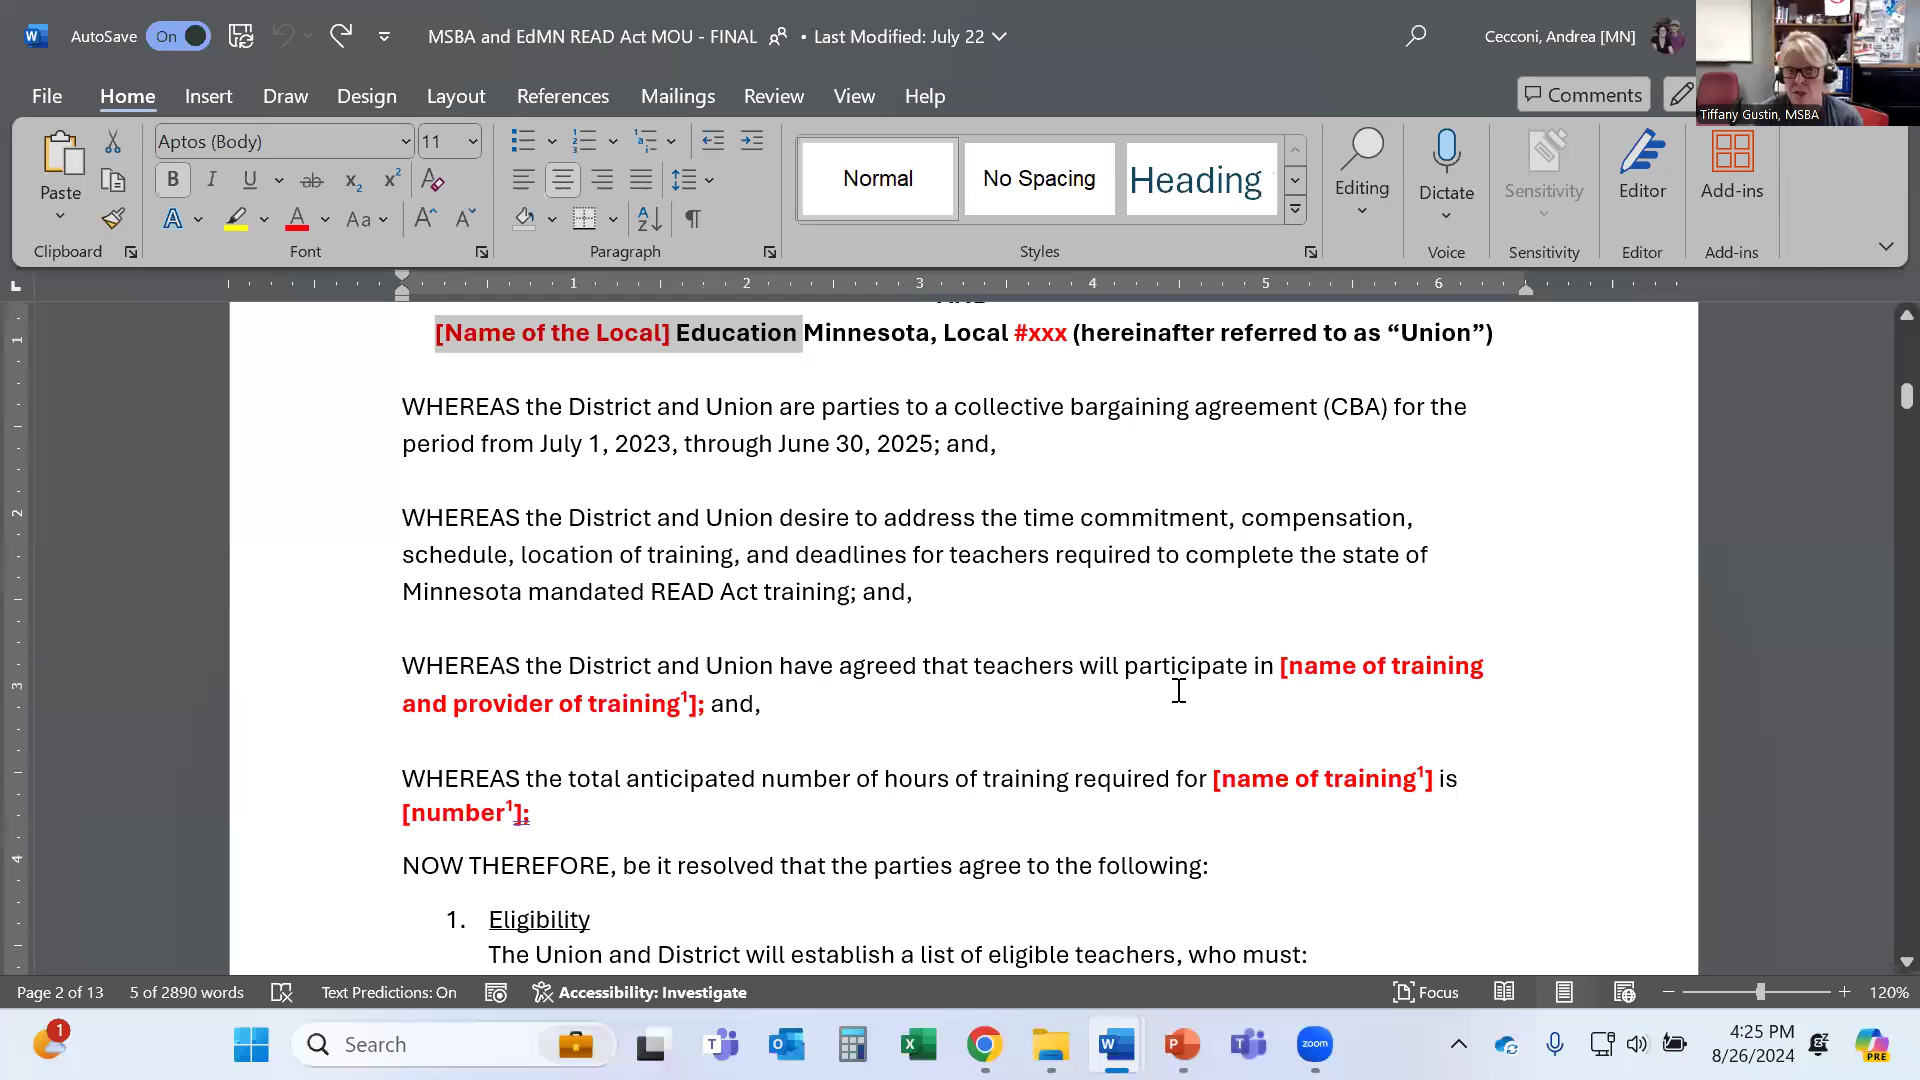 AutoSave On MSBA and EdMN READ Act MOU - FINAL • Last Modified: July 22 Cecconi, Andrea [MN]
Tiffany Gustin, MSBA
File Home Insert Draw Design Layout References Mailings Review View Help Comments
Paste Aptos (Body) 11 Normal No Spacing Heading Editing Dictate Sensitivity Editor Add-ins
Clipboard Font Paragraph Styles Voice Sensitivity Editor Add-ins
1 2 3 4 5 6
[Name of the Local] Education Minnesota, Local #xxx (hereinafter referred to as “Union”)
WHEREAS the District and Union are parties to a collective bargaining agreement (CBA) for the
period from July 1, 2023, through June 30, 2025; and,
WHEREAS the District and Union desire to address the time commitment, compensation,
schedule, location of training, and deadlines for teachers required to complete the state of
Minnesota mandated READ Act training; and,
WHEREAS the District and Union have agreed that teachers will participate in [name of training
and provider of training¹]; and,
WHEREAS the total anticipated number of hours of training required for [name of training¹] is
[number¹];
NOW THEREFORE, be it resolved that the parties agree to the following:
1. Eligibility
The Union and District will establish a list of eligible teachers, who must:
Page 2 of 13 5 of 2890 words Text Predictions: On Accessibility: Investigate Focus 120%
1 Search zoom 4:25 PM
8/26/2024 PRE